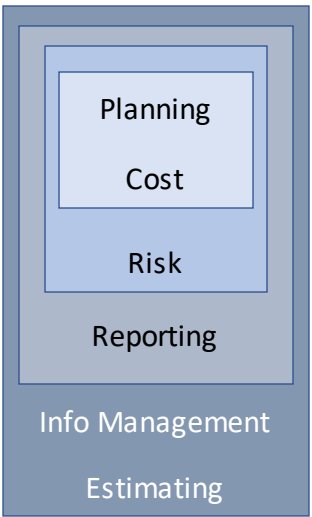 Planning
Cost
Risk
Reporting
Info Management
Estimating